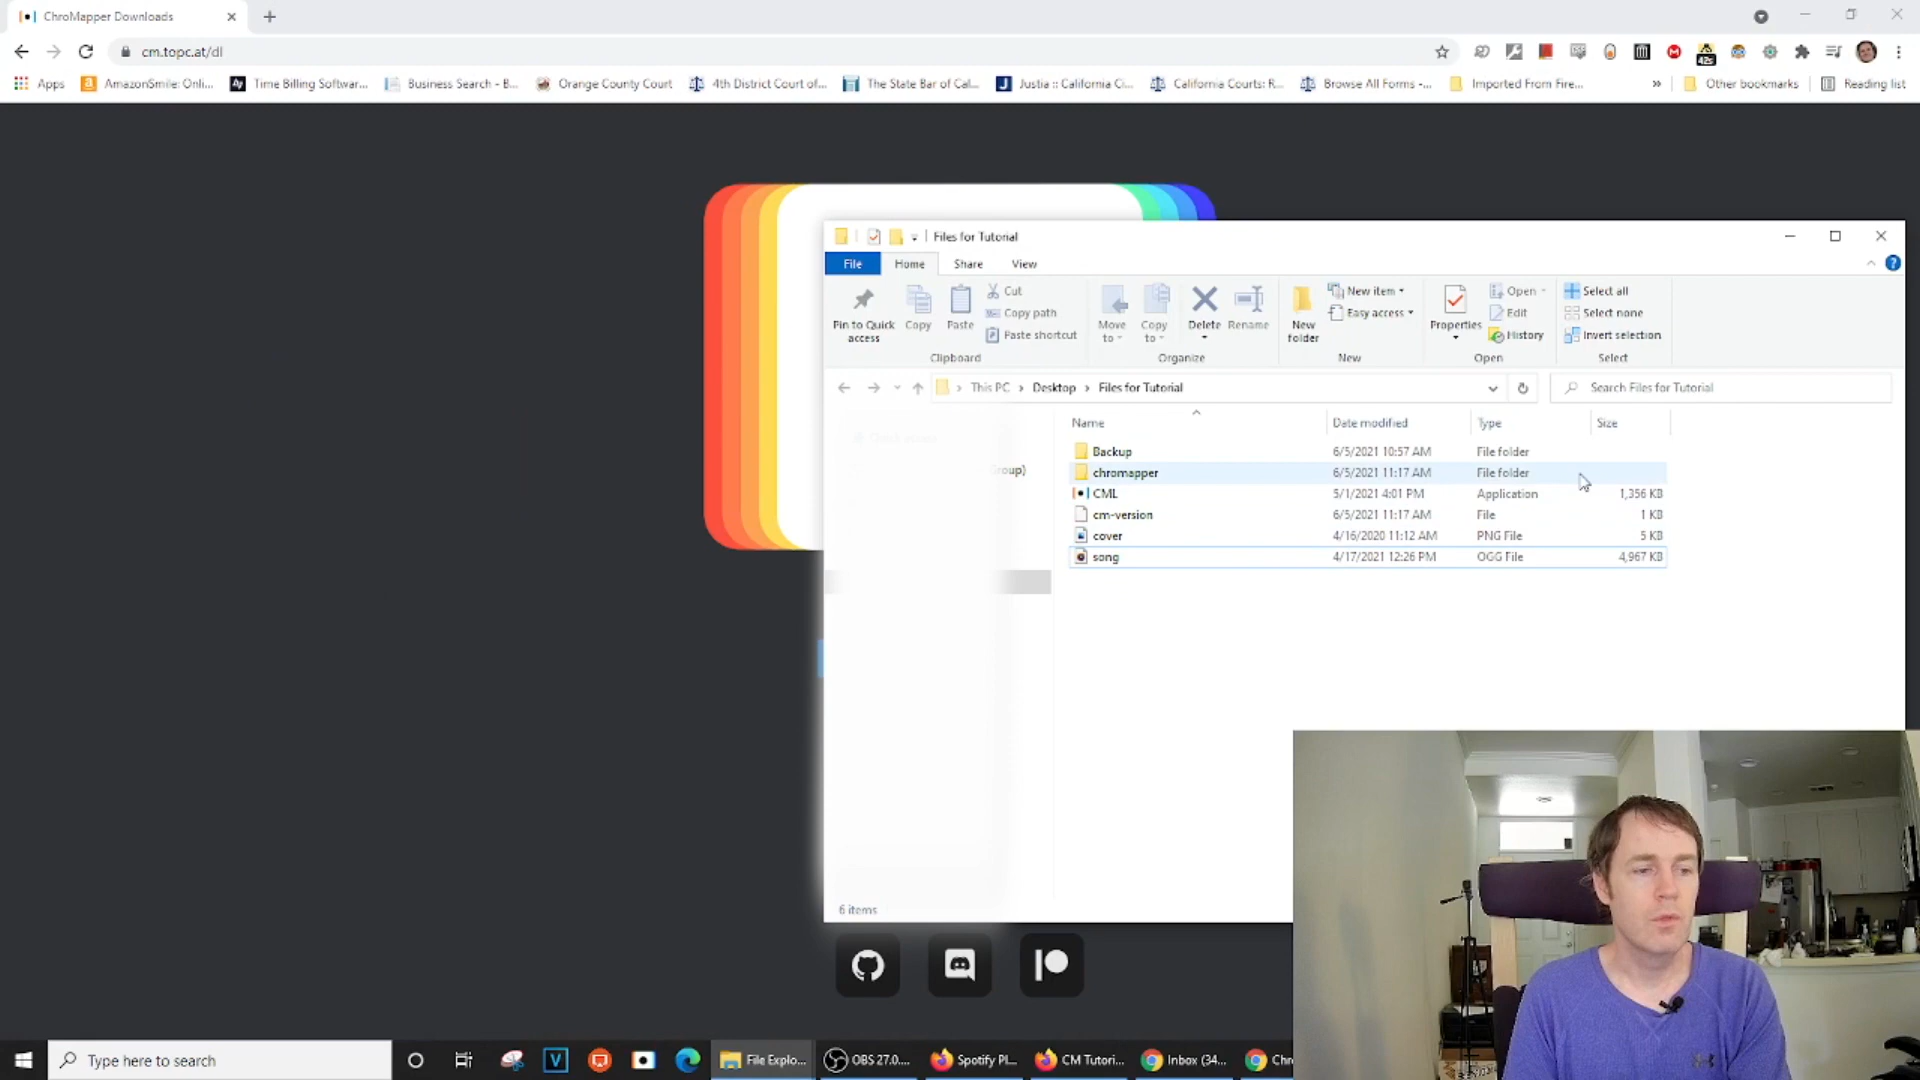 ChroMapper Downloads
cm.topc.at/dl
42s
Apps
AmazonSmile: Onli...
Time Billing Softwar...
Business Search - B...
Orange County Court
4th District Court of...
The State Bar of Cal...
Justia :: California C...
California Courts: R...
Browse All Forms -...
Imported From Fire...
»
Other bookmarks
Reading list
Files for Tutorial
File
Home
Share
View
Pin to Quick access
Copy
Paste
Cut
Copy path
Paste shortcut
Clipboard
Move to
Copy to
Delete
Rename
Organize
New folder
New item
Easy access
New
Properties
Open
Edit
History
Open
Select all
Select none
Invert selection
Select
This PC > Desktop > Files for Tutorial
Search Files for Tutorial
Name Date modified Type Size
Backup 6/5/2021 10:57 AM File folder
chromapper 6/5/2021 11:17 AM File folder
CML 5/1/2021 4:01 PM Application 1,356 KB
cm-version 6/5/2021 11:17 AM File 1 KB
cover 4/16/2020 11:12 AM PNG File 5 KB
song 4/17/2021 12:26 PM OGG File 4,967 KB
roup)
6 items
Type here to search
File Explo...
OBS 27.0....
Spotify Pl...
CM Tutori...
Inbox (34...
Chr